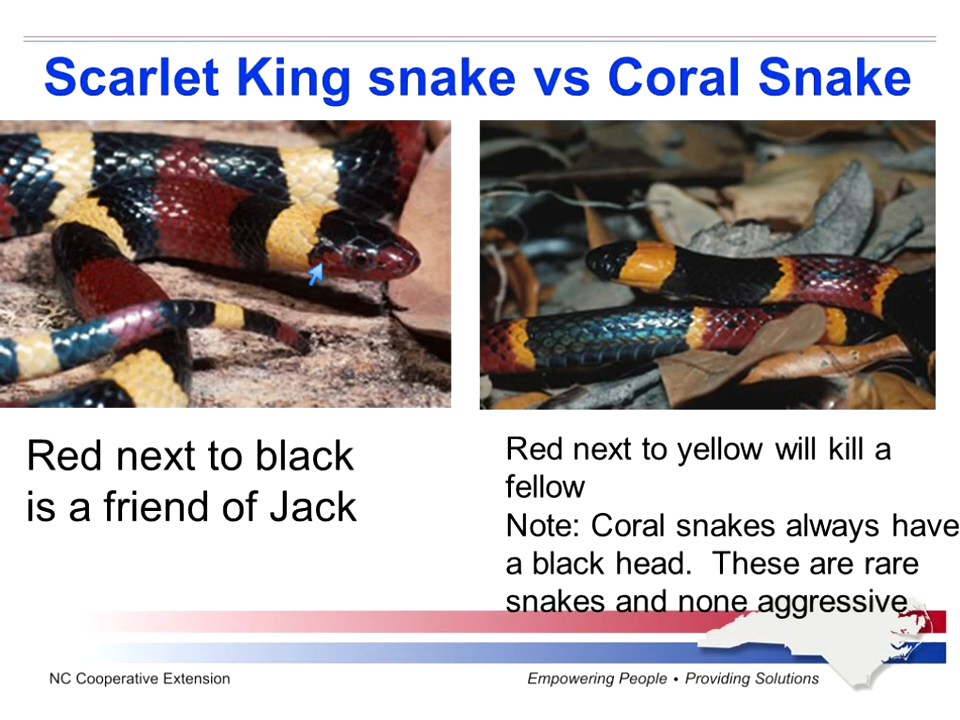 Scarlet King snake vs Coral Snake
Red next to black
is a friend of Jack
Red next to yellow will kill a
fellow
Note: Coral snakes always have
a black head.  These are rare
snakes and none aggressive
NC Cooperative Extension
Empowering People • Providing Solutions